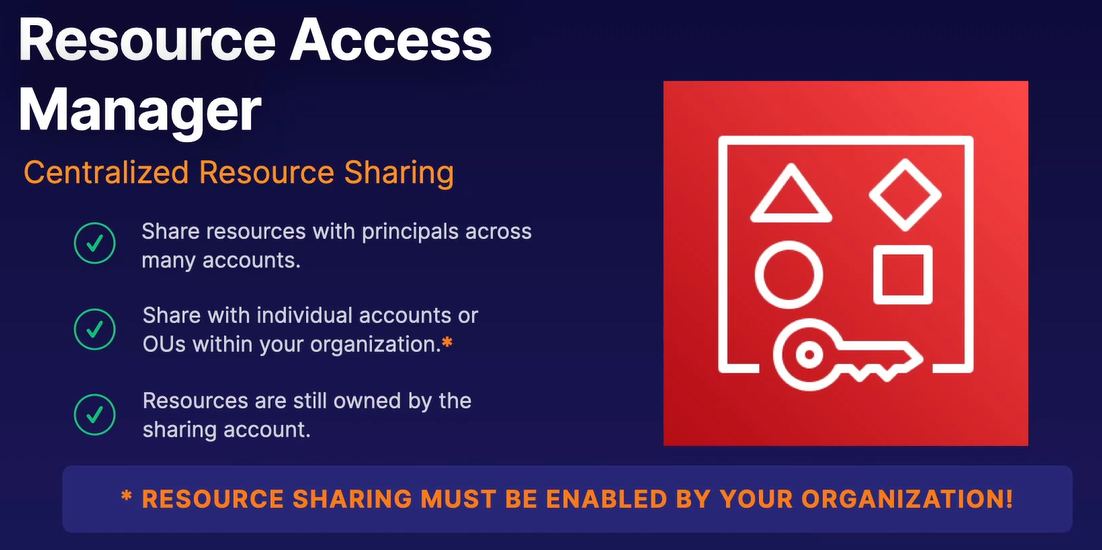 Resource Access
Manager
Centralized Resource Sharing
Share resources with principals across
many accounts.
Share with individual accounts or
OUs within your organization.*
Resources are still owned by the
sharing account.
* RESOURCE SHARING MUST BE ENABLED BY YOUR ORGANIZATION!